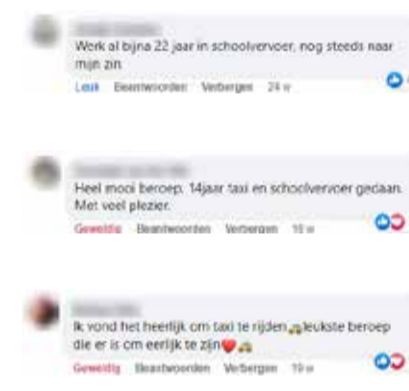 Werk al bijna 22 jaar in schoolvervoer, nog steeds naar
mijn zin
Leuk Beantwoorden Verbergen 24 w
Heel mooi beroep. 14jaar taxi en schoolvervoer gedaan.
Met veel plezier.
Geweldig Beantwoorden Verbergen
Ik vond het heerlijk om taxi te rijden🚕leukste beroep
die er is om eerlijk te zijn❤️🚕
Geweldig Beantwoorden Verbergen